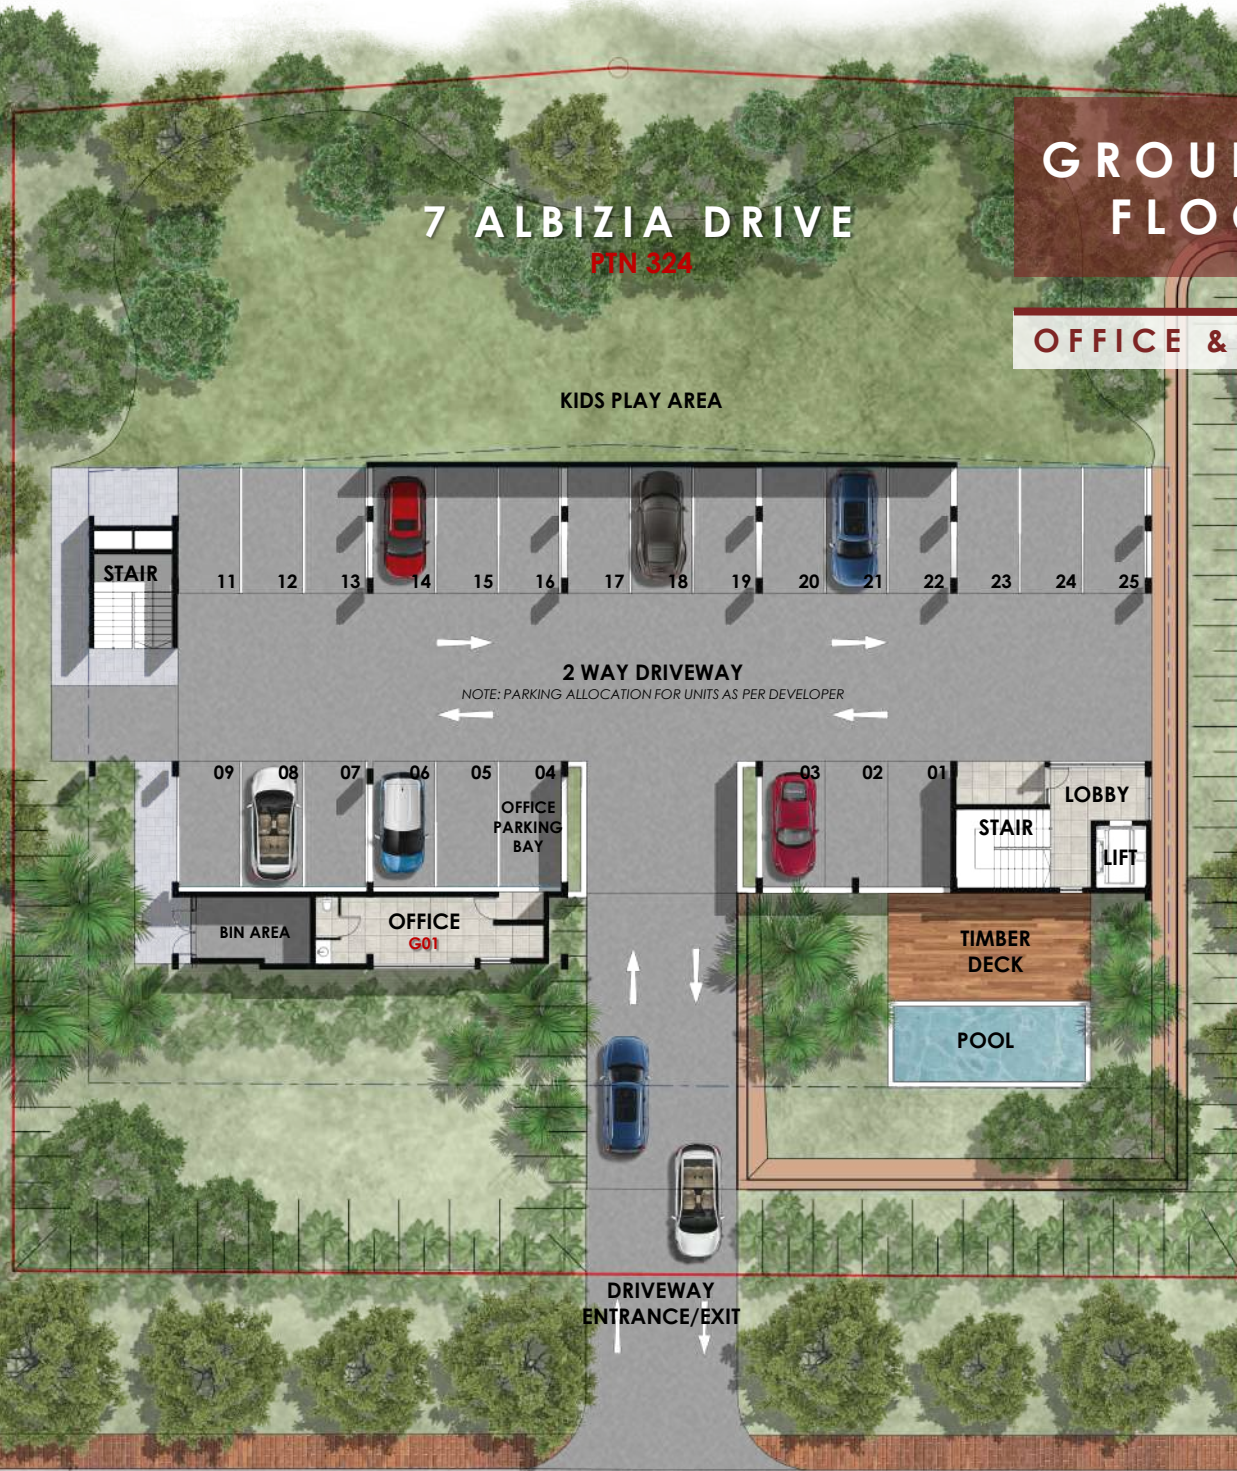 7 ALBIZIA DRIVE
PTN 324
OFFICE &
KIDS PLAY AREA
STAIR
11 12 13 14 15 16 17 18 19 20 21 22 23 24 25
2 WAY DRIVEWAY
NOTE: PARKING ALLOCATION FOR UNITS AS PER DEVELOPER
09 08 07 06 05 04 03 02 01
OFFICE
PARKING
BAY
LOBBY
STAIR
LIFT
BIN AREA
OFFICE
G01
TIMBER
DECK
POOL
DRIVEWAY
ENTRANCE/EXIT